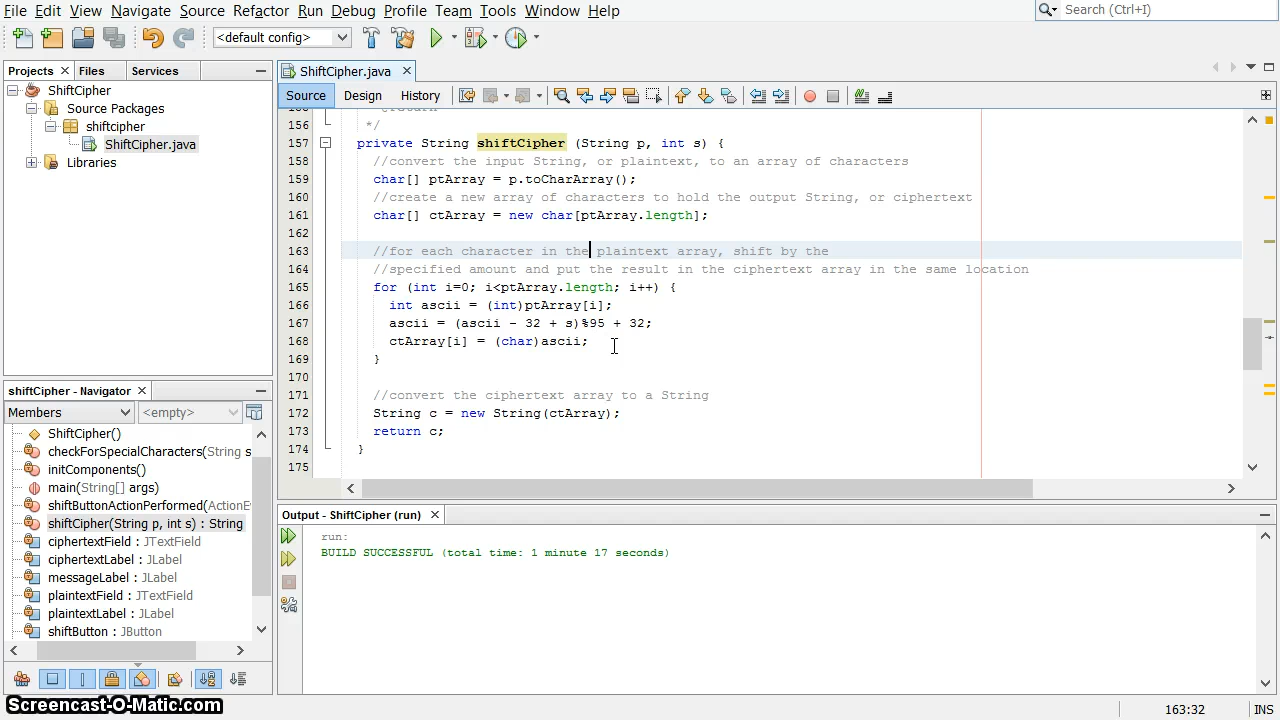 File Edit View Navigate Source Refactor Run Debug Profile Team Tools Window Help
Search (Ctrl+I)
<default config>
Projects
Files
Services
ShiftCipher
Source Packages
shiftcipher
ShiftCipher.java
Libraries
shiftCipher - Navigator
Members
<empty>
ShiftCipher()
checkForSpecialCharacters(String s
initComponents()
main(String[] args)
shiftButtonActionPerformed(ActionE
shiftCipher(String p, int s) : String
ciphertextField : JTextField
ciphertextLabel : JLabel
messageLabel : JLabel
plaintextField : JTextField
plaintextLabel : JLabel
shiftButton : JButton
ShiftCipher.java
Source Design History
156 */
157 private String shiftCipher (String p, int s) {
158 //convert the input String, or plaintext, to an array of characters
159 char[] ptArray = p.toCharArray();
160 //create a new array of characters to hold the output String, or ciphertext
161 char[] ctArray = new char[ptArray.length];
162
163 //for each character in the plaintext array, shift by the
164 //specified amount and put the result in the ciphertext array in the same location
165 for (int i=0; i<ptArray.length; i++) {
166 int ascii = (int)ptArray[i];
167 ascii = (ascii - 32 + s)%95 + 32;
168 ctArray[i] = (char)ascii;
169 }
170
171 //convert the ciphertext array to a String
172 String c = new String(ctArray);
173 return c;
174 }
175
Output - ShiftCipher (run)
run:
BUILD SUCCESSFUL (total time: 1 minute 17 seconds)
Screencast-O-Matic.com
163:32
INS